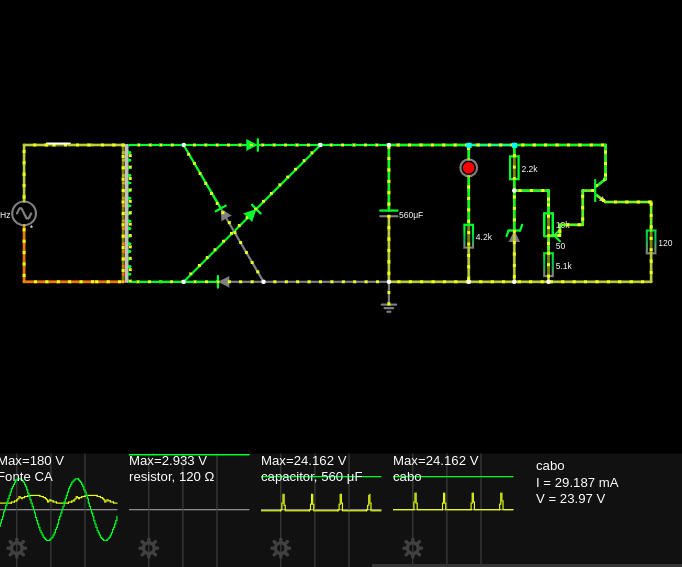 Hz
560µF
4.2k
2.2k
10k
50
5.1k
120
Max=180 V
Fonte CA
Max=2.933 V
resistor, 120 Ω
Max=24.162 V
capacitor, 560 µF
Max=24.162 V
cabo
cabo
I = 29.187 mA
V = 23.97 V